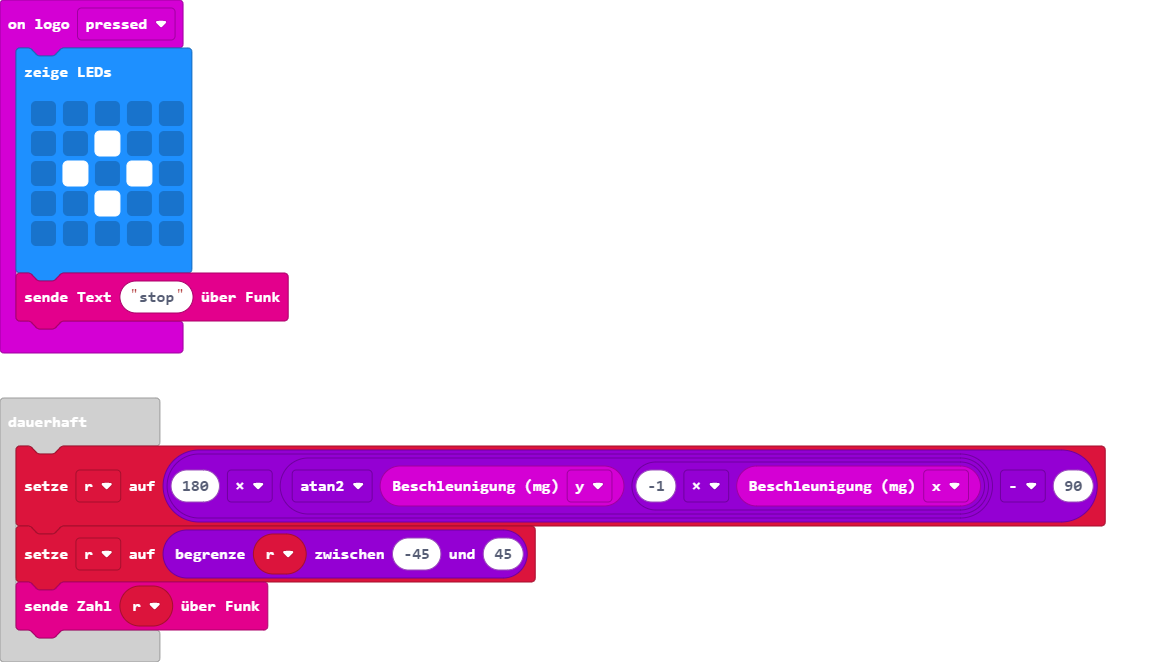 on logo pressed
zeige LEDs
sende Text "stop" über Funk
dauerhaft
setze r auf 180 × atan2 Beschleunigung (mg) y -1 × Beschleunigung (mg) x - 90
setze r auf begrenze r zwischen -45 und 45
sende Zahl r über Funk